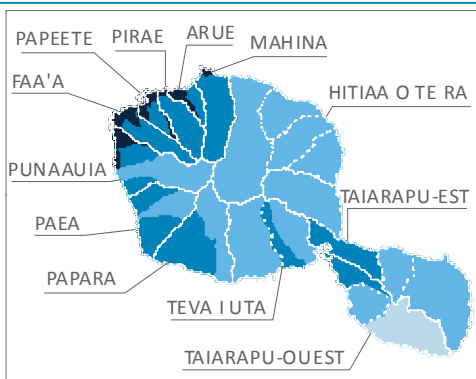 PAPEETE
PIRAE
ARUE
MAHINA
FAA'A
HITIAA O TE RA
PUNAAUIA
TAIARAPU-EST
PAEA
PAPARA
TEVA I UTA
TAIARAPU-OUEST